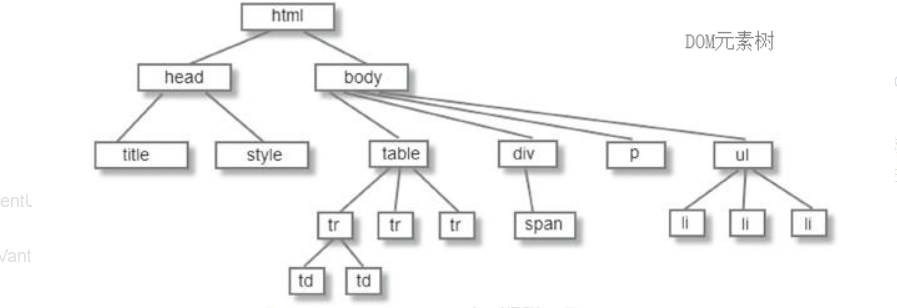 html
DOM元素树
head
body
title
style
table
div
p
ul
tr
tr
tr
span
li
li
li
td
td